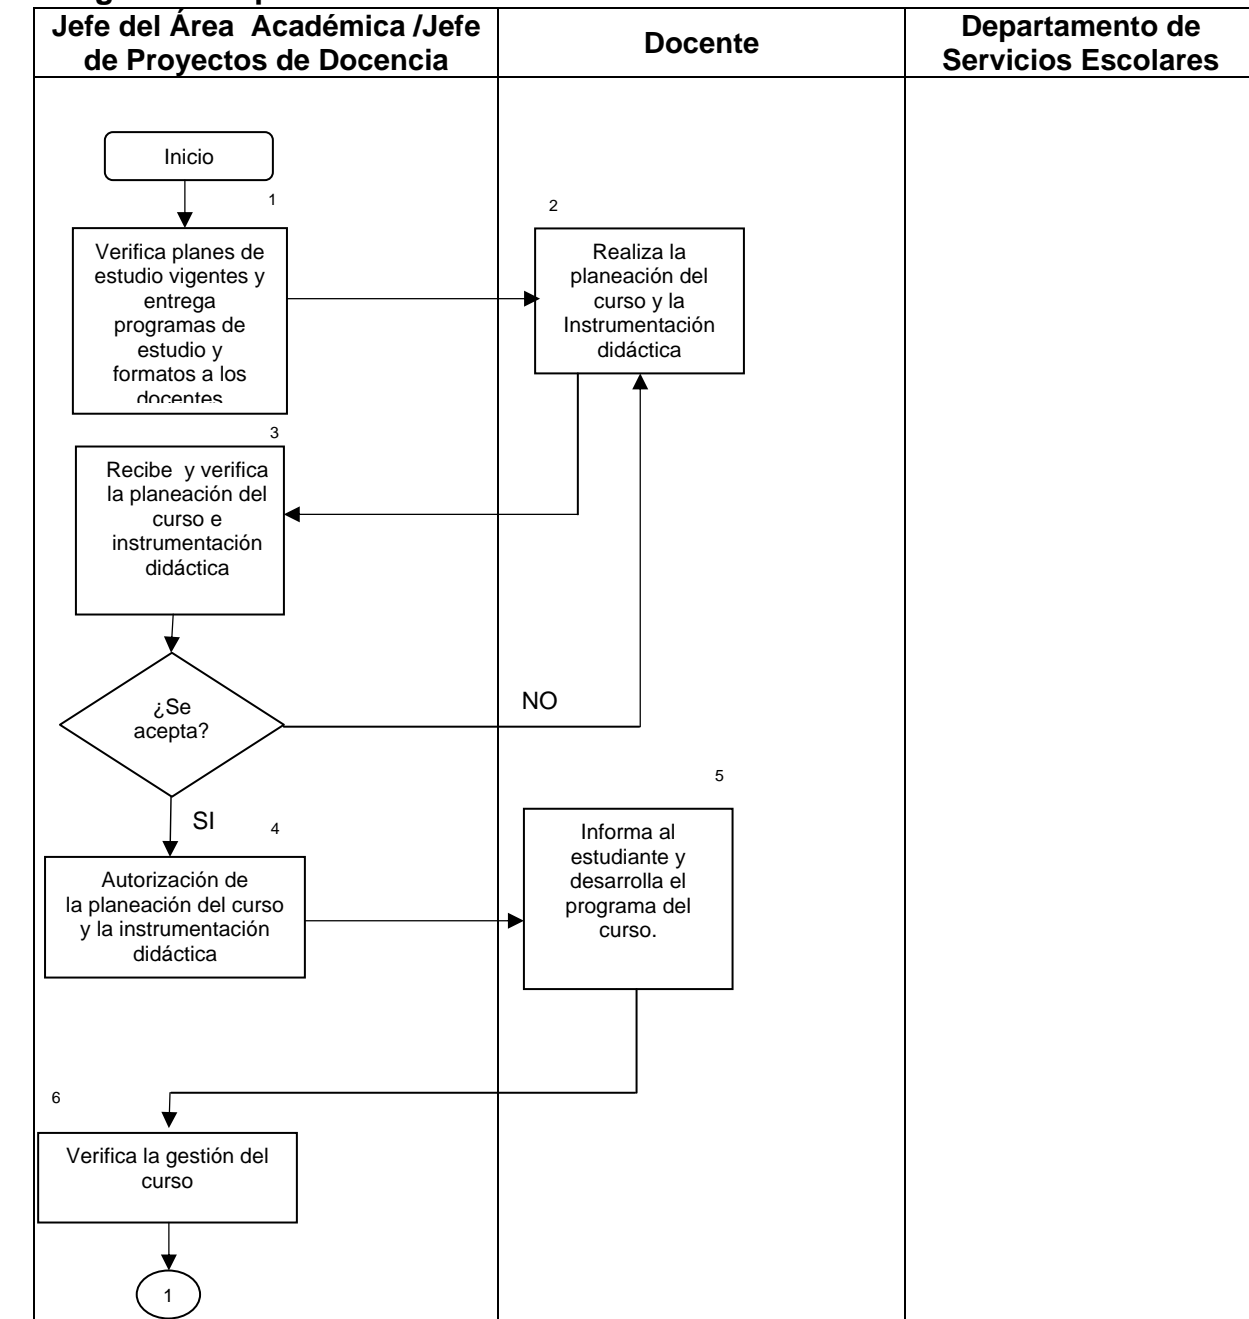 Jefe del Área Académica /Jefe
de Proyectos de Docencia
Docente
Departamento de
Servicios Escolares
Inicio
1
Verifica planes de
estudio vigentes y
entrega
programas de
estudio y
formatos a los
docentes
2
Realiza la
planeación del
curso y la
Instrumentación
didáctica
3
Recibe y verifica
la planeación del
curso e
instrumentación
didáctica
¿Se
acepta?
NO
SI
4
Autorización de
la planeación del curso
y la instrumentación
didáctica
5
Informa al
estudiante y
desarrolla el
programa del
curso.
6
Verifica la gestión del
curso
1